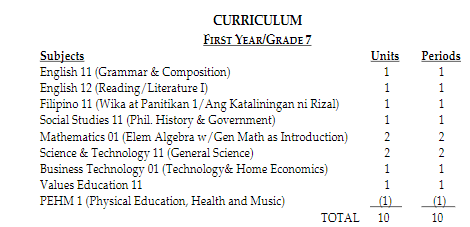 CURRICULUM
FIRST YEAR/GRADE 7
Subjects Units Periods
English 11 (Grammar & Composition) 1 1
English 12 (Reading/Literature I) 1 1
Filipino 11 (Wika at Panitikan 1/Ang Kataliningan ni Rizal) 1 1
Social Studies 11 (Phil. History & Government) 1 1
Mathematics 01 (Elem Algebra w/Gen Math as Introduction) 2 2
Science & Technology 11 (General Science) 2 2
Business Technology 01 (Technology& Home Economics) 1 1
Values Education 11 1 1
PEHM 1 (Physical Education, Health and Music) (1) (1)
TOTAL 10 10